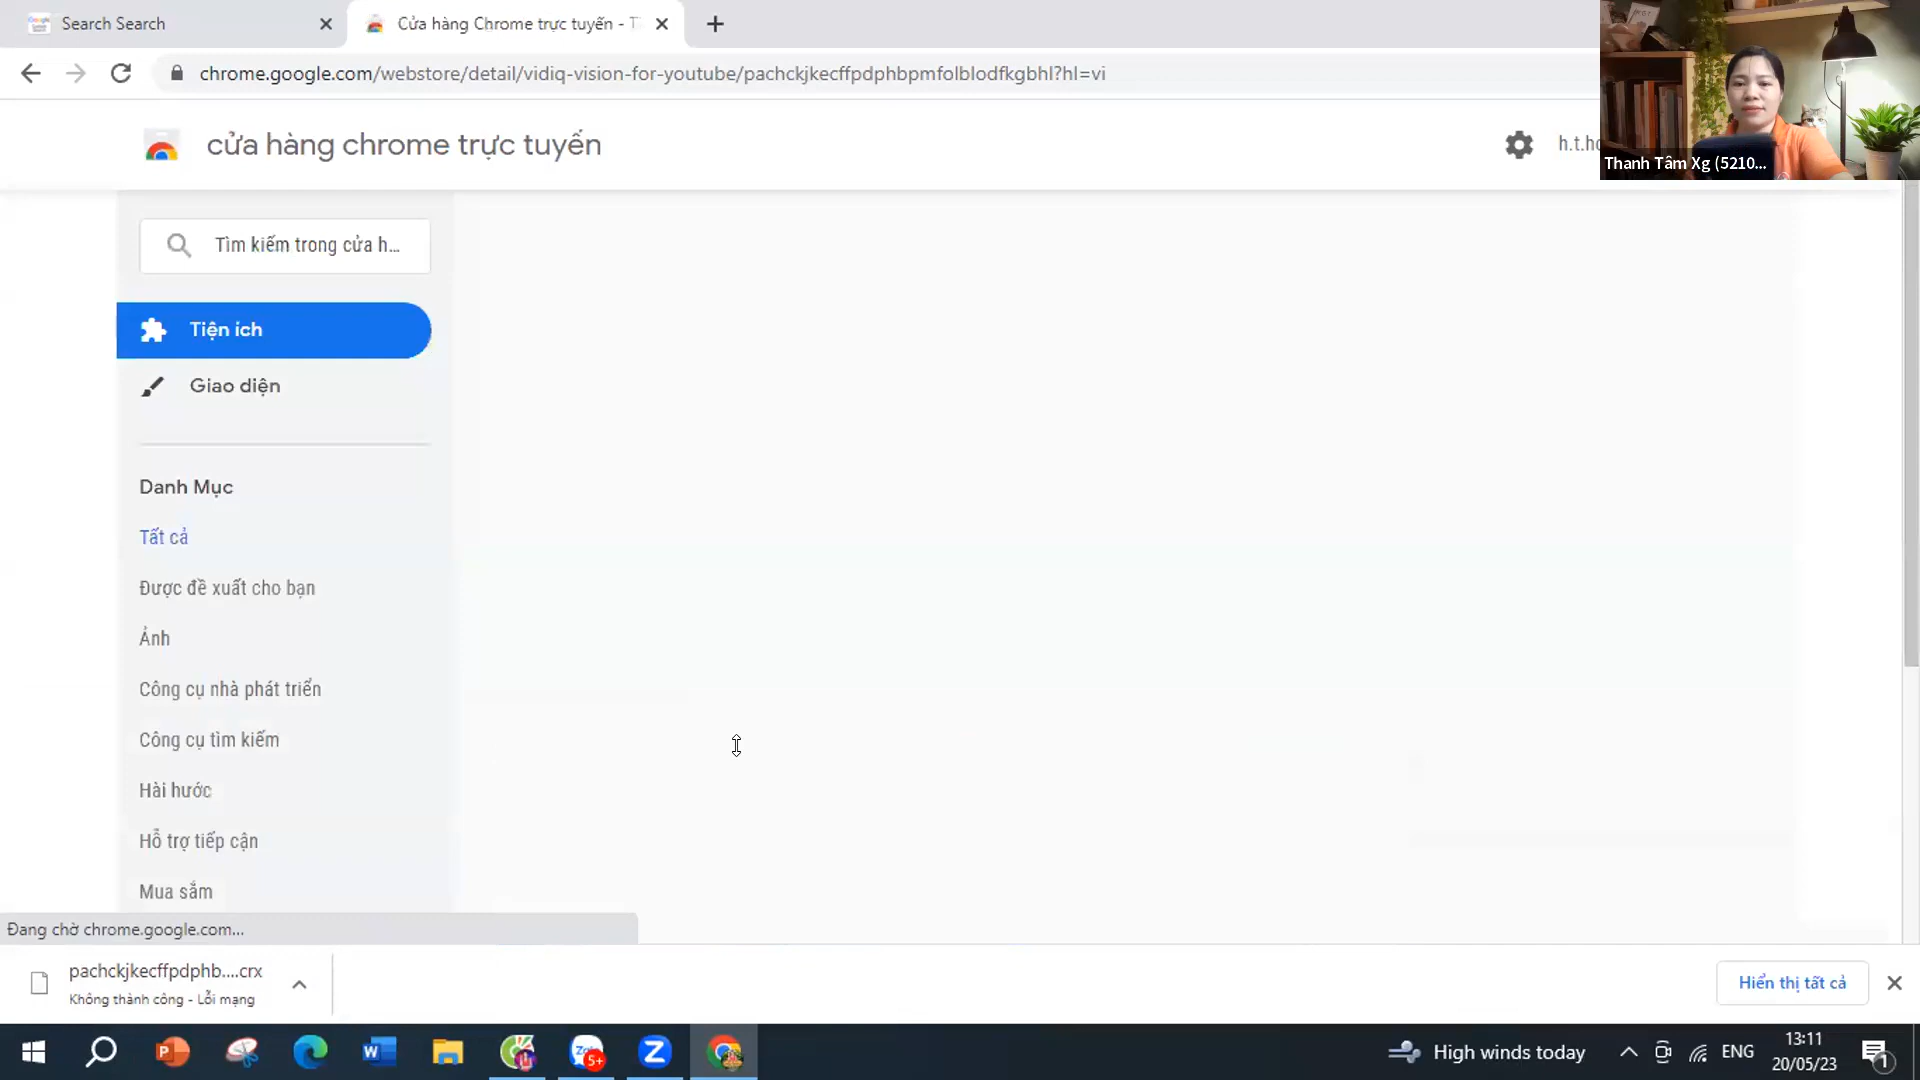 Search Search
Cửa hàng Chrome trực tuyến - T
chrome.google.com/webstore/detail/vidiq-vision-for-youtube/pachckjkecffpdphbpmfolblodfkgbhl?hl=vi
cửa hàng chrome trực tuyến
h.t.ho
Thanh Tâm Xg (5210...
Tìm kiếm trong cửa h...
Tiện ích
Giao diện
Danh Mục
Tất cả
Được đề xuất cho bạn
Ảnh
Công cụ nhà phát triển
Công cụ tìm kiếm
Hài hước
Hỗ trợ tiếp cận
Mua sắm
Đang chờ chrome.google.com...
pachckjkecffpdphb....crx
Không thành công - Lỗi mạng
Hiển thị tất cả
High winds today
ENG
13:11
20/05/23
5+
1